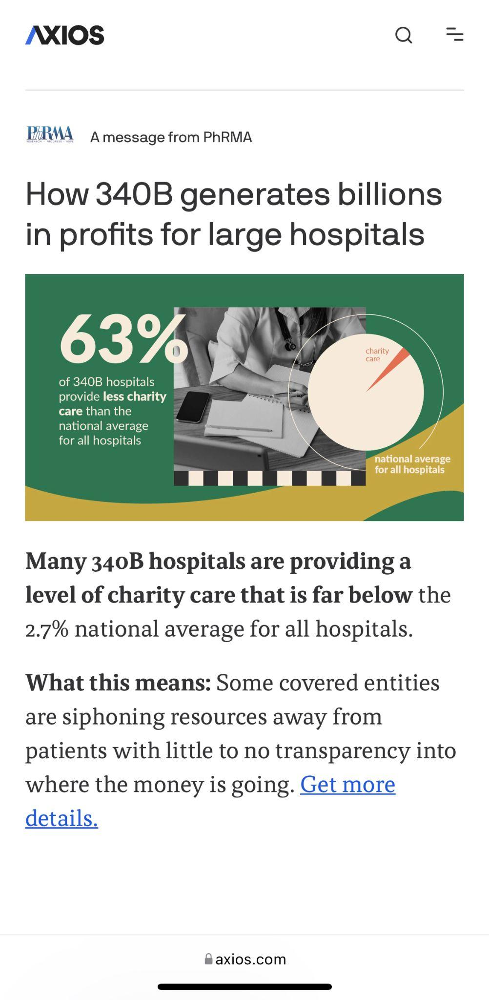 AXIOS
PhRMA
RESEARCH • PROGRESS • HOPE
A message from PhRMA
How 340B generates billions
in profits for large hospitals
63%
of 340B hospitals
provide less charity
care than the
national average
for all hospitals
charity
care
national average
for all hospitals
Many 340B hospitals are providing a
level of charity care that is far below the
2.7% national average for all hospitals.
What this means: Some covered entities
are siphoning resources away from
patients with little to no transparency into
where the money is going. Get more
details.
axios.com